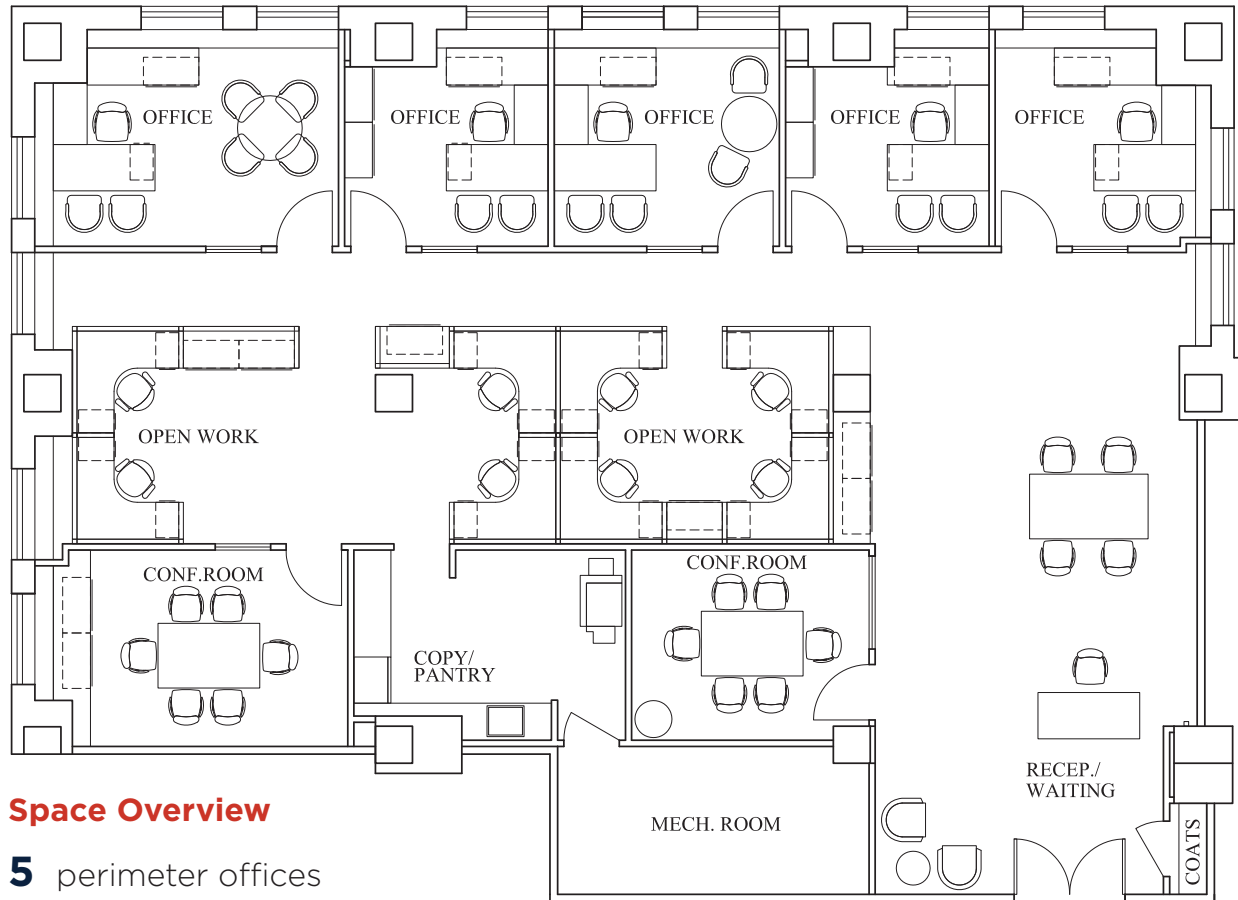 OFFICE
OFFICE
OFFICE
OFFICE
OFFICE
OPEN WORK
OPEN WORK
CONF.ROOM
CONF.ROOM
COPY/
PANTRY
RECEP./
WAITING
MECH. ROOM
COATS
Space Overview
5 perimeter offices